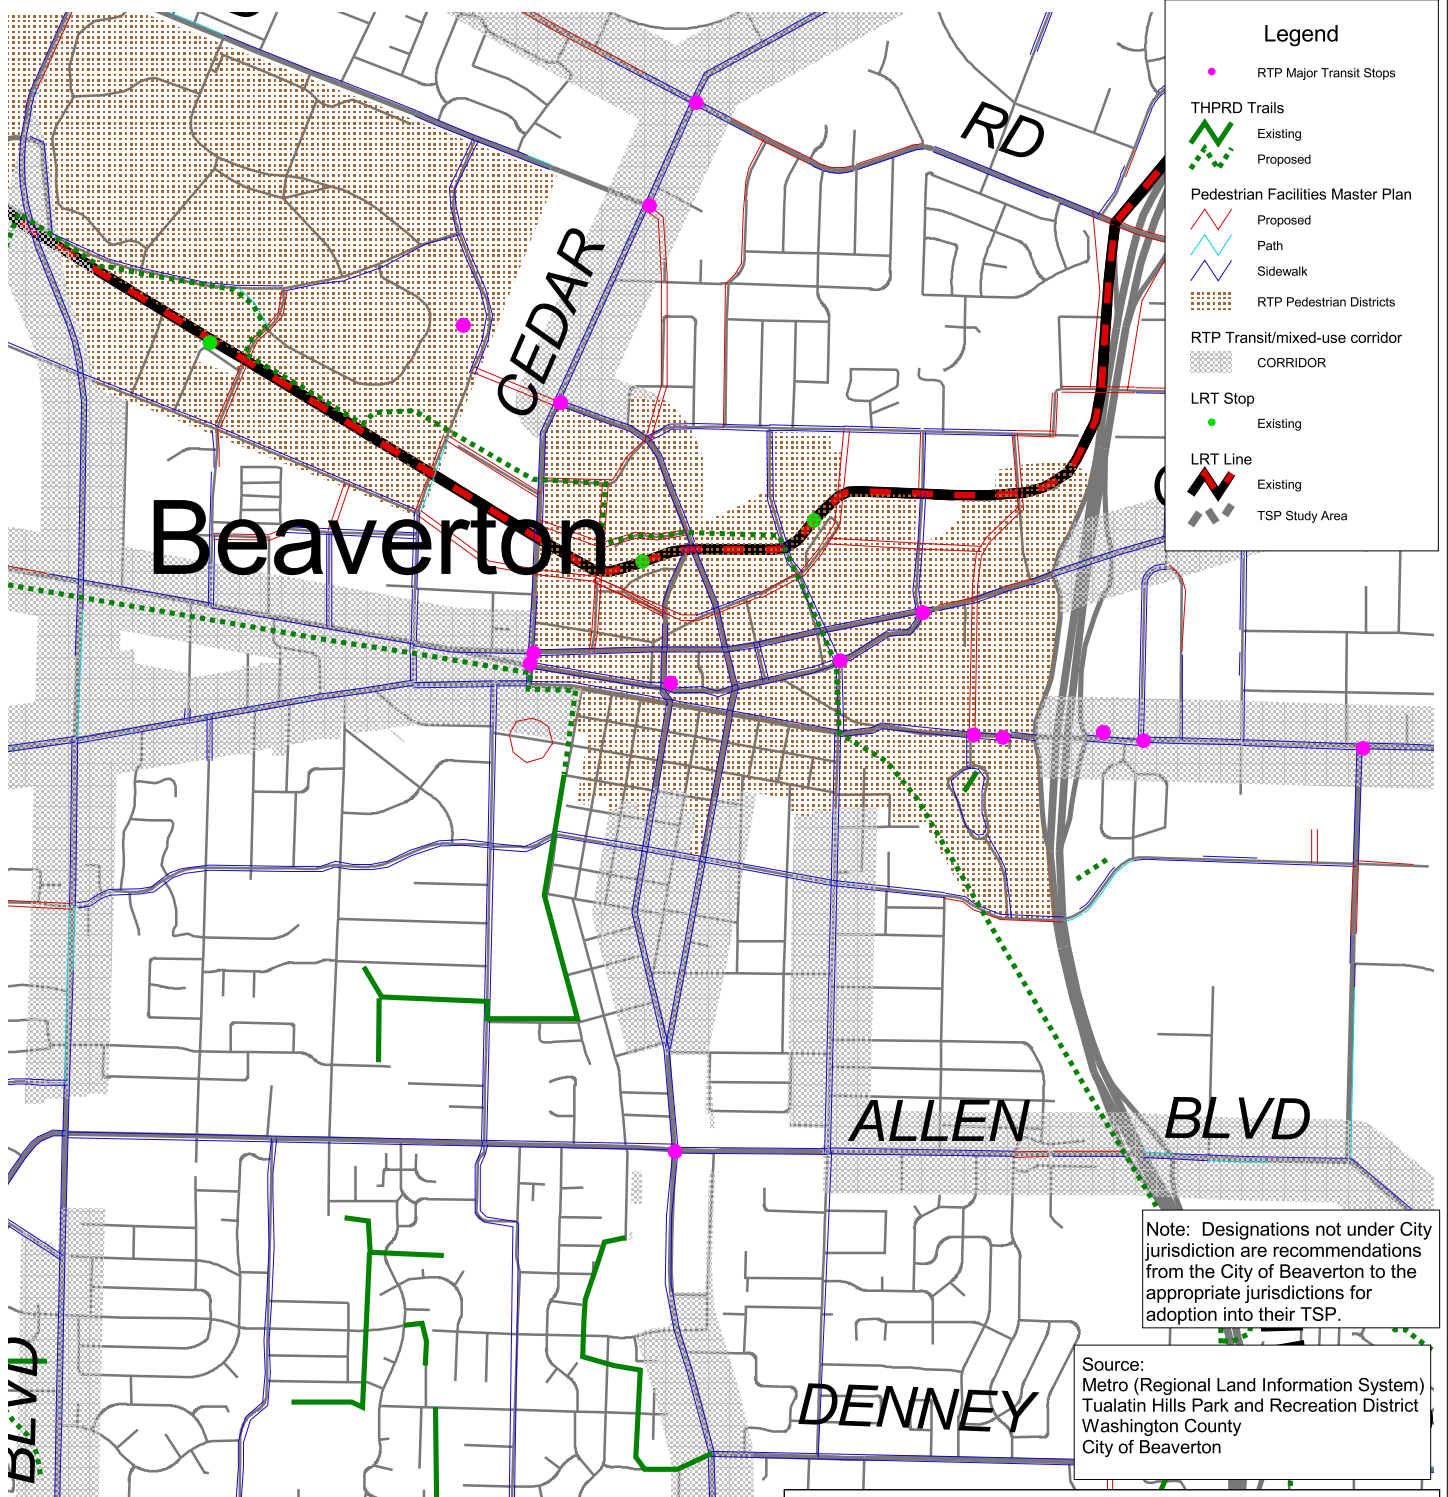 Legend
RTP Major Transit Stops
THPRD Trails
Existing
Proposed
Pedestrian Facilities Master Plan
Proposed
Path
Sidewalk
RTP Pedestrian Districts
RTP Transit/mixed-use corridor
CORRIDOR
LRT Stop
Existing
LRT Line
Existing
TSP Study Area
RD
CEDAR
Beaverton
ALLEN BLVD
DENNEY
BLVD
Note: Designations not under City
jurisdiction are recommendations
from the City of Beaverton to the
appropriate jurisdictions for
adoption into their TSP.
Source:
Metro (Regional Land Information System)
Tualatin Hills Park and Recreation District
Washington County
City of Beaverton